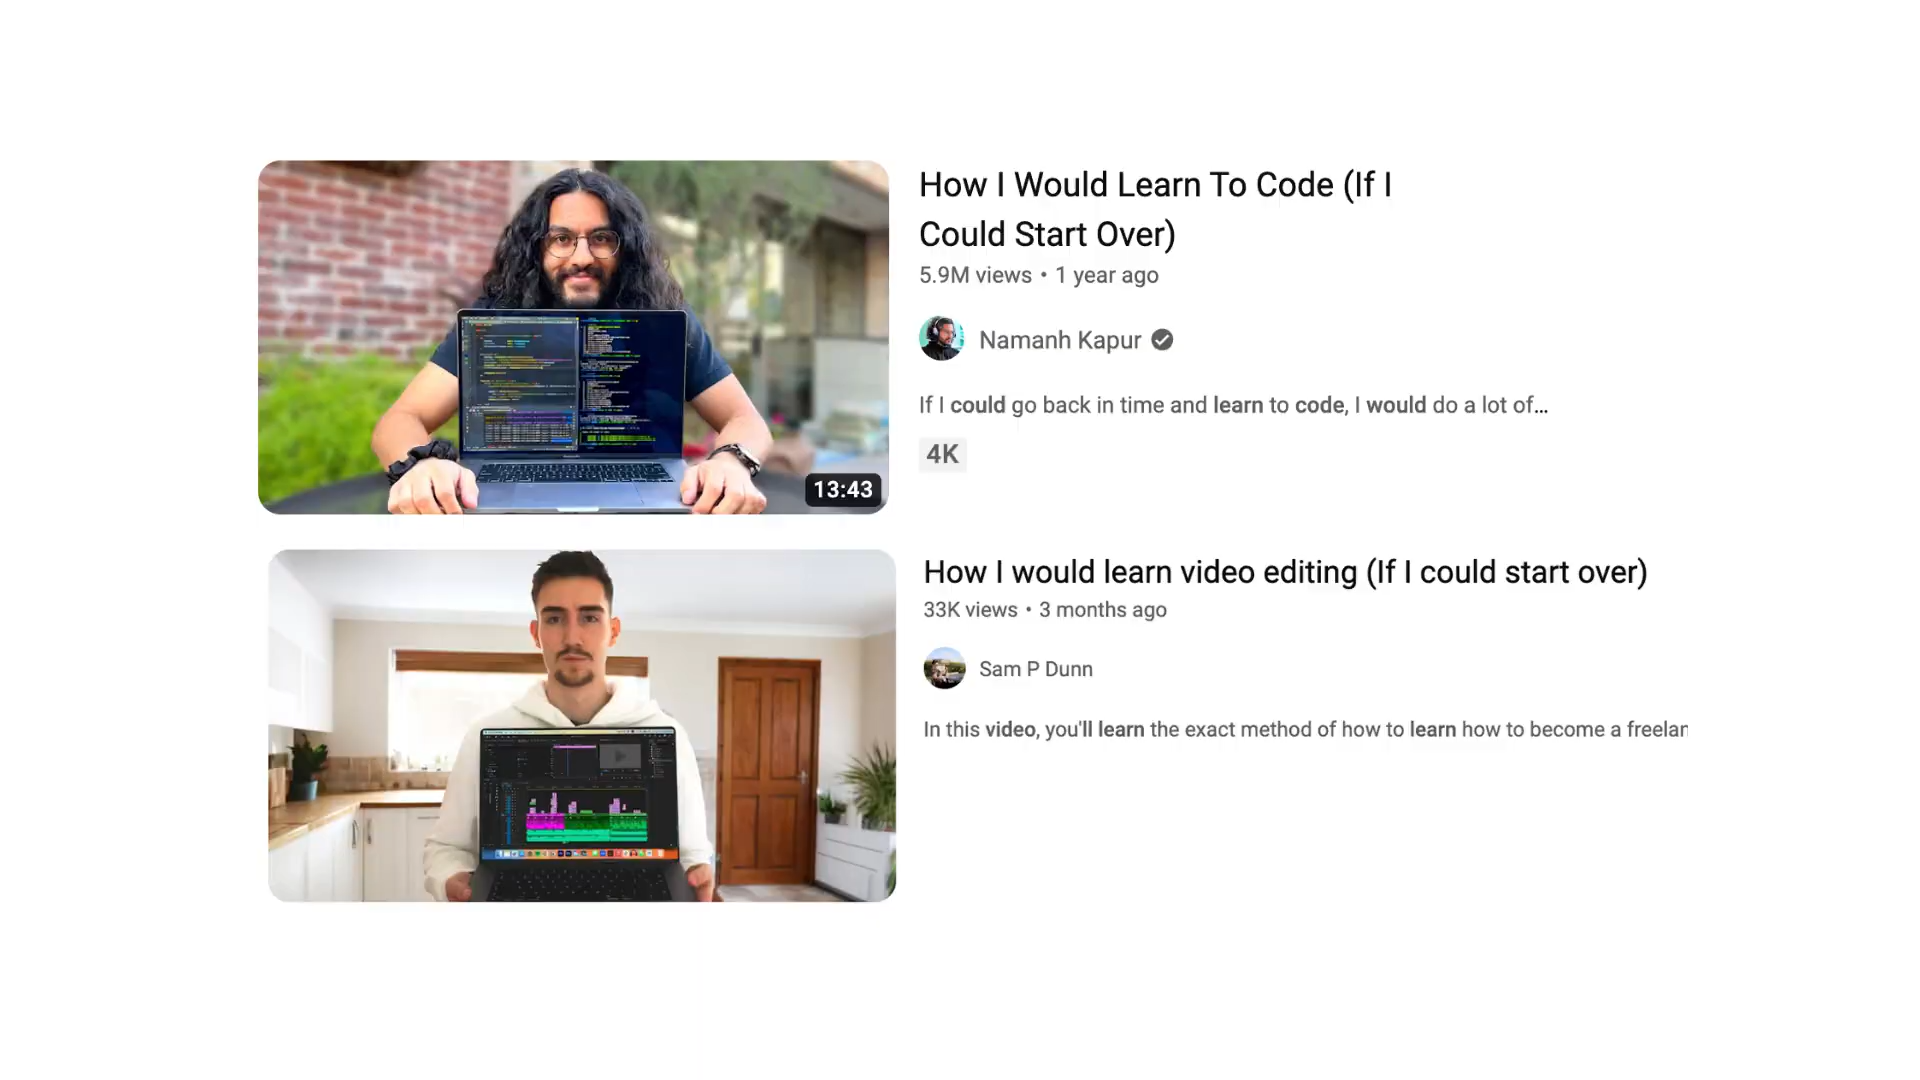 How I Would Learn To Code (If I
Could Start Over)
5.9M views • 1 year ago
Namanh Kapur
If I could go back in time and learn to code, I would do a lot of...
4K
13:43
How I would learn video editing (If I could start over)
33K views • 3 months ago
Sam P Dunn
In this video, you'll learn the exact method of how to learn how to become a freelan